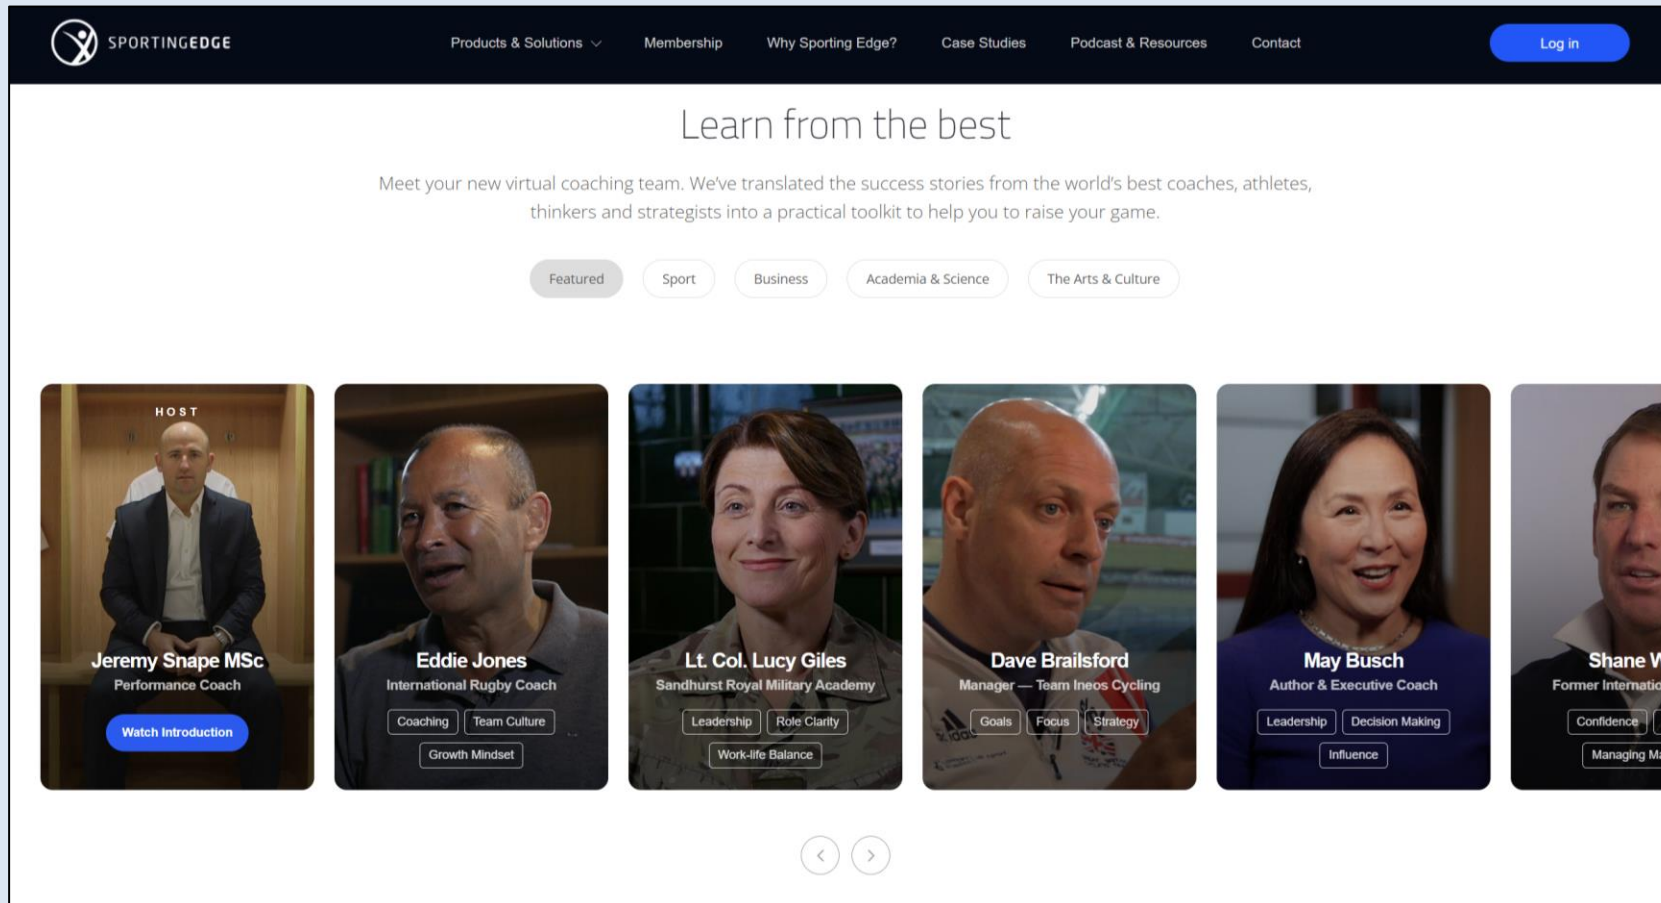 SPORTINGEDGE
Products & Solutions
Membership
Why Sporting Edge?
Case Studies
Podcast & Resources
Contact
Log in
Learn from the best
Meet your new virtual coaching team. We've translated the success stories from the world's best coaches, athletes,
thinkers and strategists into a practical toolkit to help you to raise your game.
Featured
Sport
Business
Academia & Science
The Arts & Culture
HOST
Jeremy Snape MSc
Performance Coach
Watch Introduction
Eddie Jones
International Rugby Coach
Coaching
Team Culture
Growth Mindset
Lt. Col. Lucy Giles
Sandhurst Royal Military Academy
Leadership
Role Clarity
Work-life Balance
Dave Brailsford
Manager — Team Ineos Cycling
Goals
Focus
Strategy
May Busch
Author & Executive Coach
Leadership
Decision Making
Influence
Shane
Former
Confidence
Managing